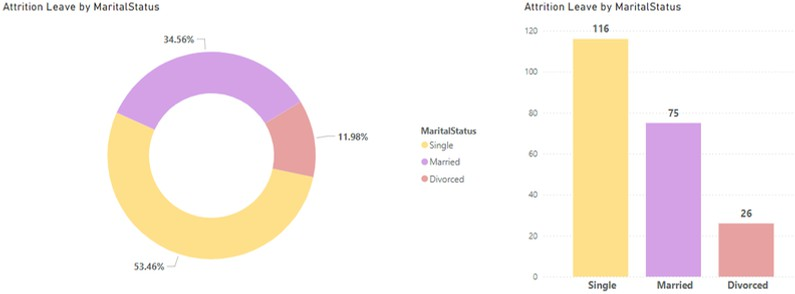 Attrition Leave by MaritalStatus
34.56%
11.98%
53.46%
MaritalStatus
Single
Married
Divorced
Attrition Leave by MaritalStatus
120
100
80
60
40
20
0
116
75
26
Single Married Divorced